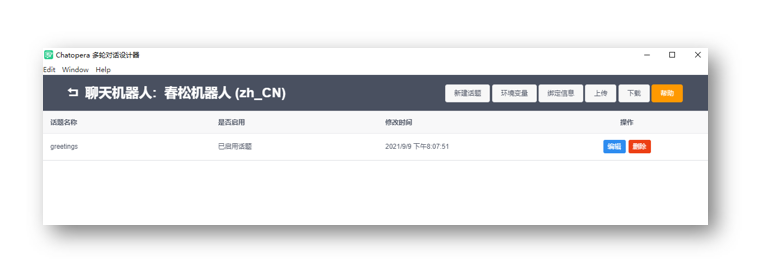 Chatopera 多轮对话设计器
Edit Window Help
聊天机器人: 春松机器人 (zh_CN) 新建话题 环境变量 绑定信息 上传 下载 帮助
话题名称 是否启用 修改时间 操作
greetings 已启用话题 2021/9/9 下午8:07:51 编辑 删除